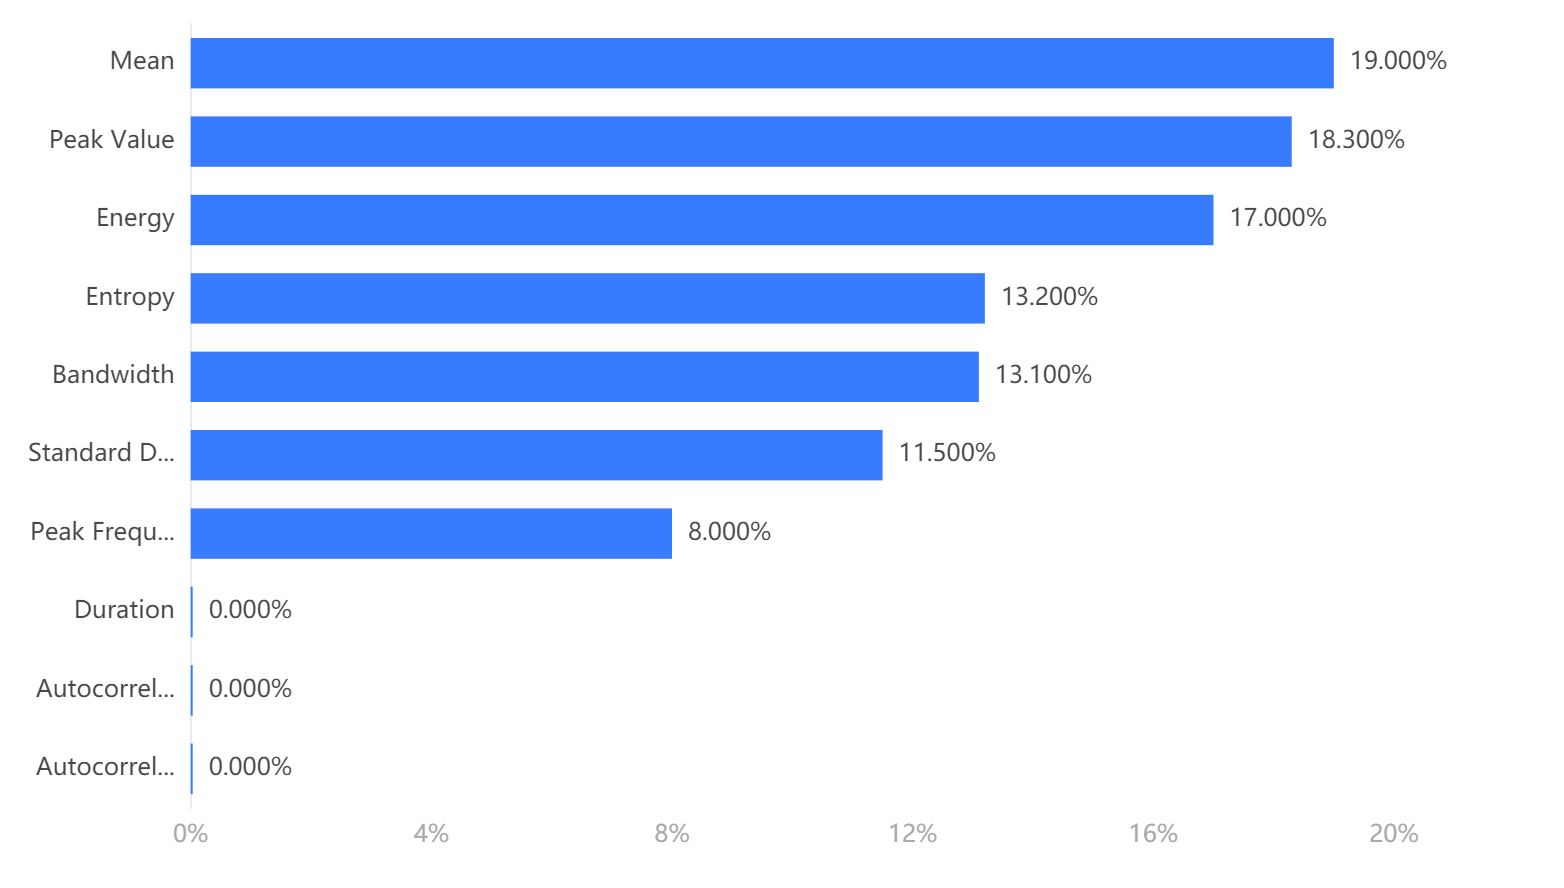 Mean 19.000%
Peak Value 18.300%
Energy 17.000%
Entropy 13.200%
Bandwidth 13.100%
Standard D... 11.500%
Peak Frequ... 8.000%
Duration 0.000%
Autocorrel... 0.000%
Autocorrel... 0.000%
0% 4% 8% 12% 16% 20%